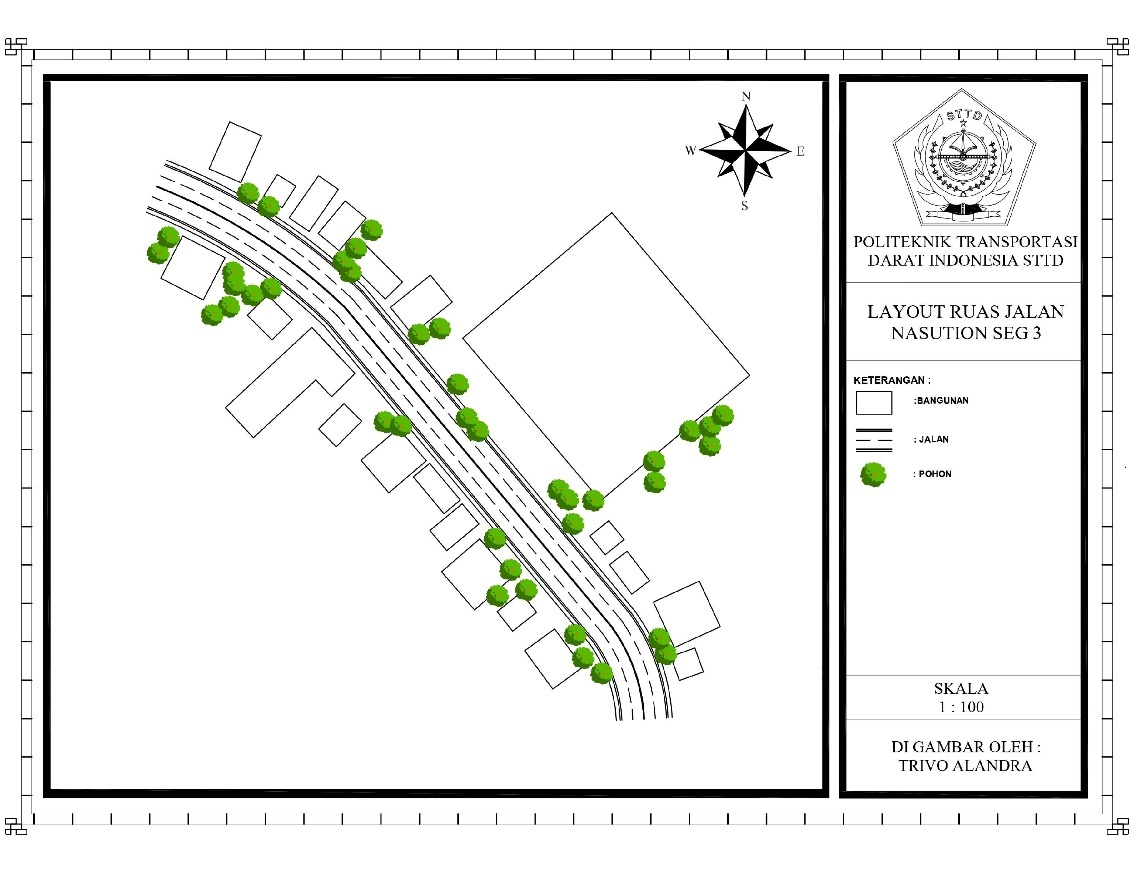 N
W
E
S
STTD
POLITEKNIK TRANSPORTASI
DARAT INDONESIA STTD
LAYOUT RUAS JALAN
NASUTION SEG 3
KETERANGAN :
:BANGUNAN
: JALAN
: POHON
SKALA
1 : 100
DI GAMBAR OLEH :
TRIVO ALANDRA